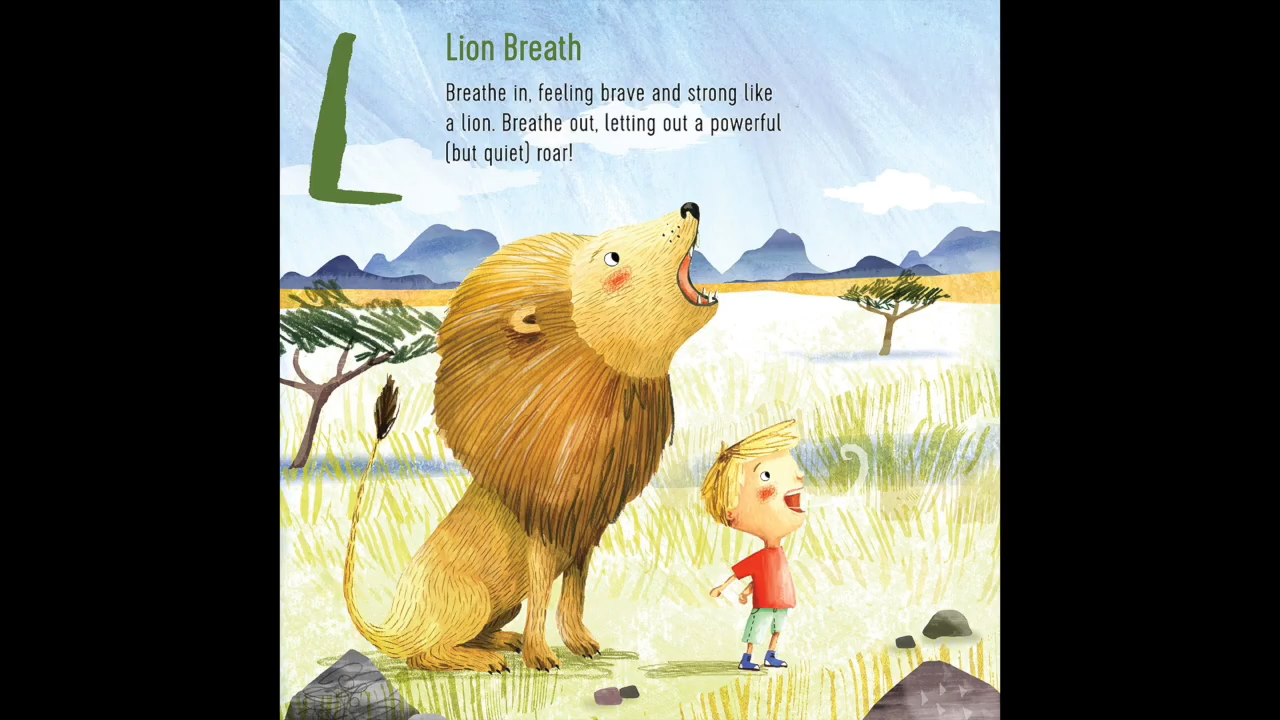 L
Lion Breath
Breathe in, feeling brave and strong like
a lion. Breathe out, letting out a powerful
(but quiet) roar!